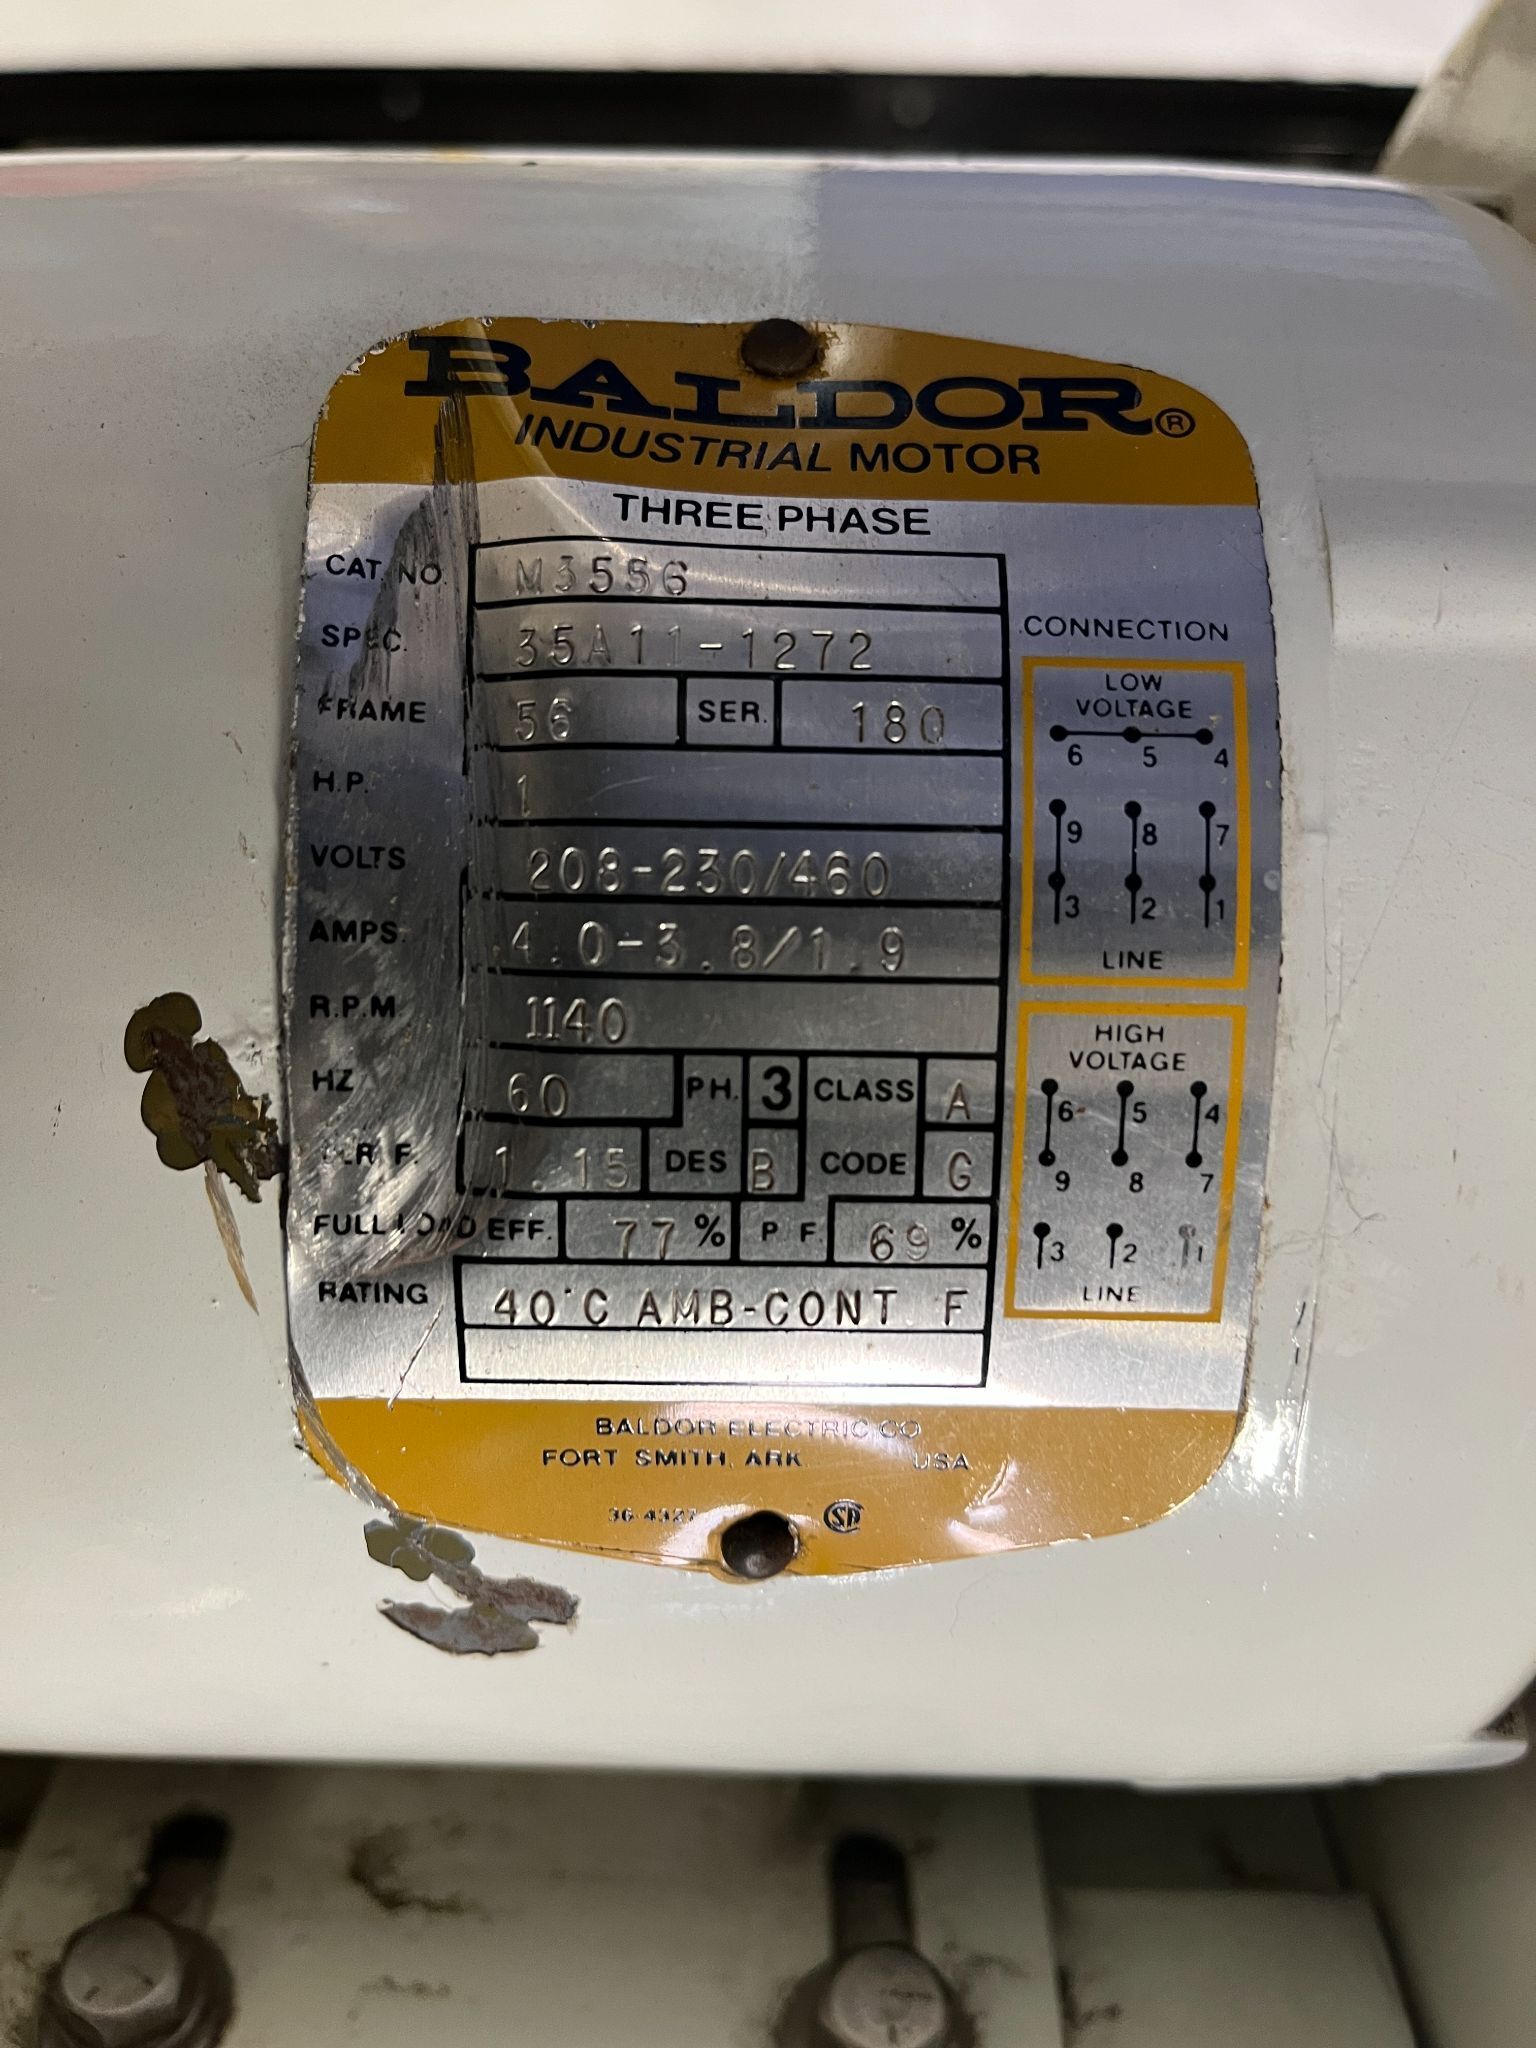 BALDOR®
INDUSTRIAL MOTOR
THREE PHASE
CAT. NO. M3556
SPEC. 35A11-1272
FRAME 56 SER. 180
H.P. 1
VOLTS 208-230/460
AMPS. 4.0-3.8/1.9
R.P.M. 1140
HZ 60 PH. 3 CLASS A
F. 1.15 DES B CODE G
FULL LOAD EFF. 77 % P F. 69 %
RATING 40°C AMB-CONT. F
CONNECTION
LOW
VOLTAGE
6 5 4
9 8 7
3 2 1
LINE
HIGH
VOLTAGE
6 5 4
9 8 7
3 2 1
LINE
BALDOR ELECTRIC CO
FORT SMITH, ARK. USA
36-4327